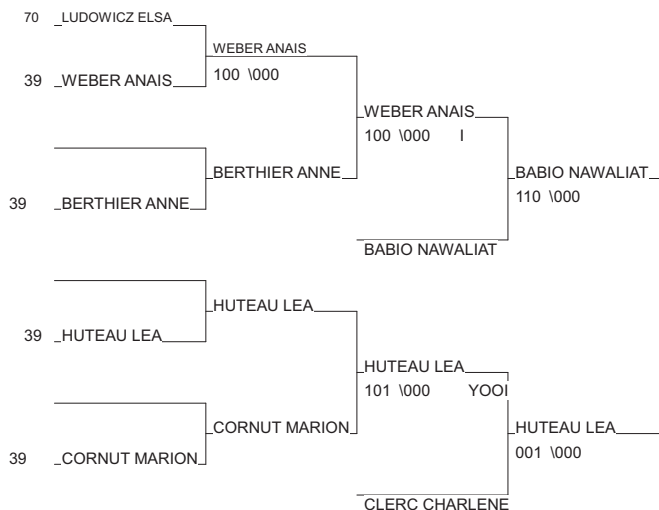 70 LUDOWICZ ELSA
WEBER ANAIS
39 WEBER ANAIS
100 \000
WEBER ANAIS
100 \000 I
BERTHIER ANNE
BABIO NAWALIAT
110 \000
39 BERTHIER ANNE
BABIO NAWALIAT
HUTEAU LEA
39 HUTEAU LEA
HUTEAU LEA
101 \000 YOOI
CORNUT MARION
HUTEAU LEA
001 \000
39 CORNUT MARION
CLERC CHARLENE